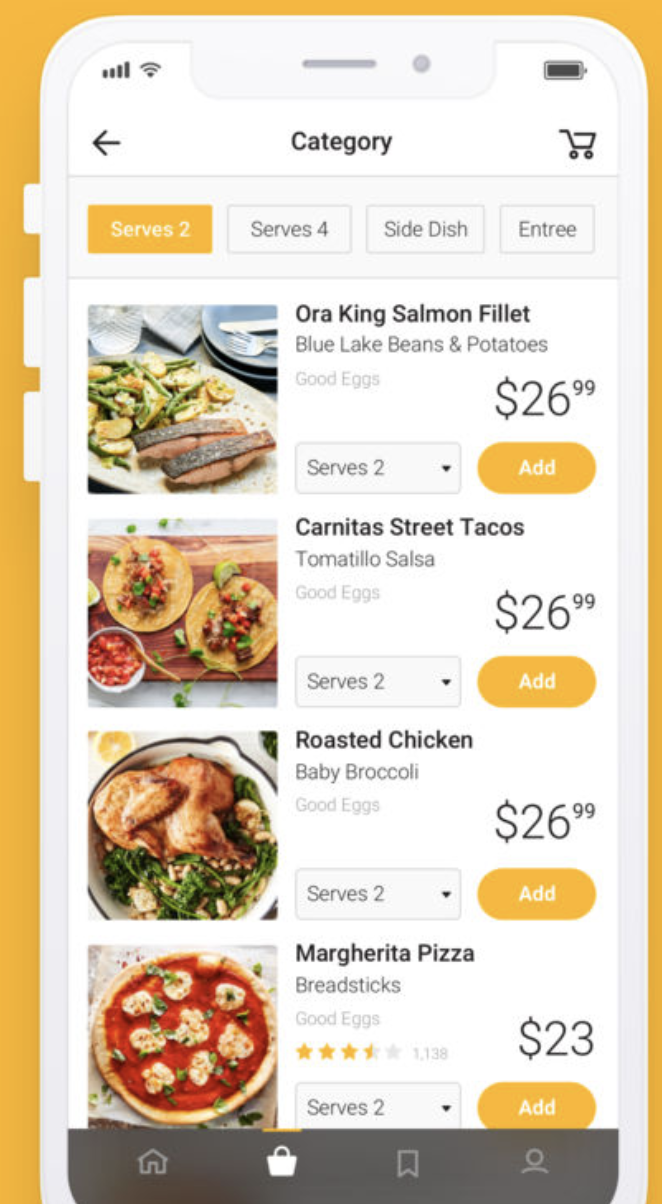 Category
Serves 2
Serves 4
Side Dish
Entree
Ora King Salmon Fillet
Blue Lake Beans & Potatoes
Good Eggs
$26.99
Serves 2
Add
Carnitas Street Tacos
Tomatillo Salsa
Good Eggs
$26.99
Serves 2
Add
Roasted Chicken
Baby Broccoli
Good Eggs
$26.99
Serves 2
Add
Margherita Pizza
Breadsticks
Good Eggs
1,138
$23
Serves 2
Add